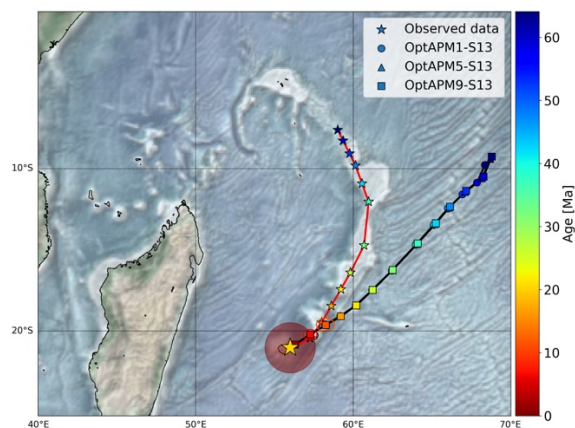 Observed data
OptAPM1-S13
OptAPM5-S13
OptAPM9-S13
10°S
20°S
40°E
50°E
60°E
70°E
60
50
40
30
20
10
0
Age [Ma]